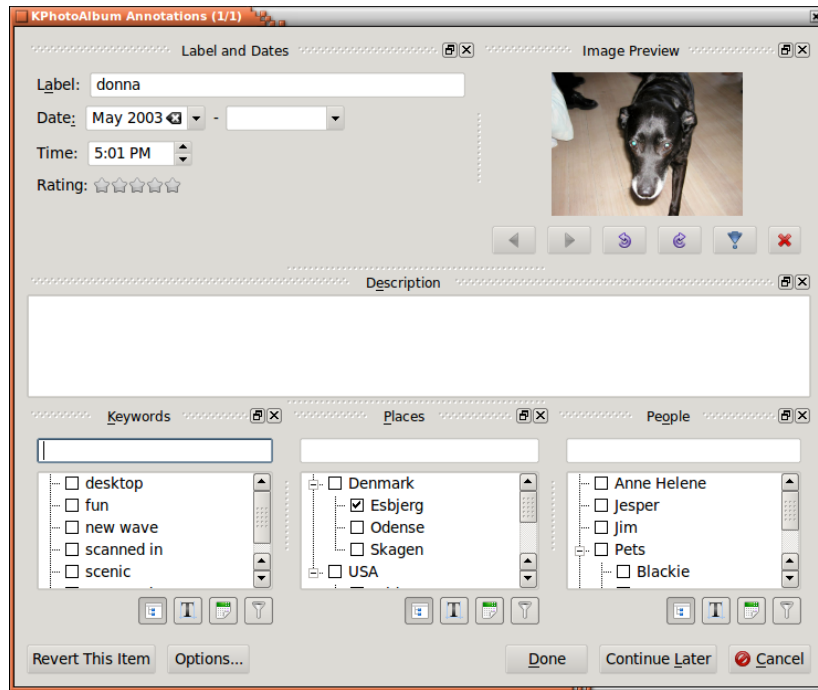 KPhotoAlbum Annotations (1/1)
Label and Dates
Image Preview
Label: donna
Date: May 2003 -
Time: 5:01 PM
Rating:
Description
Keywords
Places
People
desktop
fun
new wave
scanned in
scenic
Denmark
Esbjerg
Odense
Skagen
USA
Anne Helene
Jesper
Jim
Pets
Blackie
T
T
T
Revert This Item
Options...
Done
Continue Later
Cancel